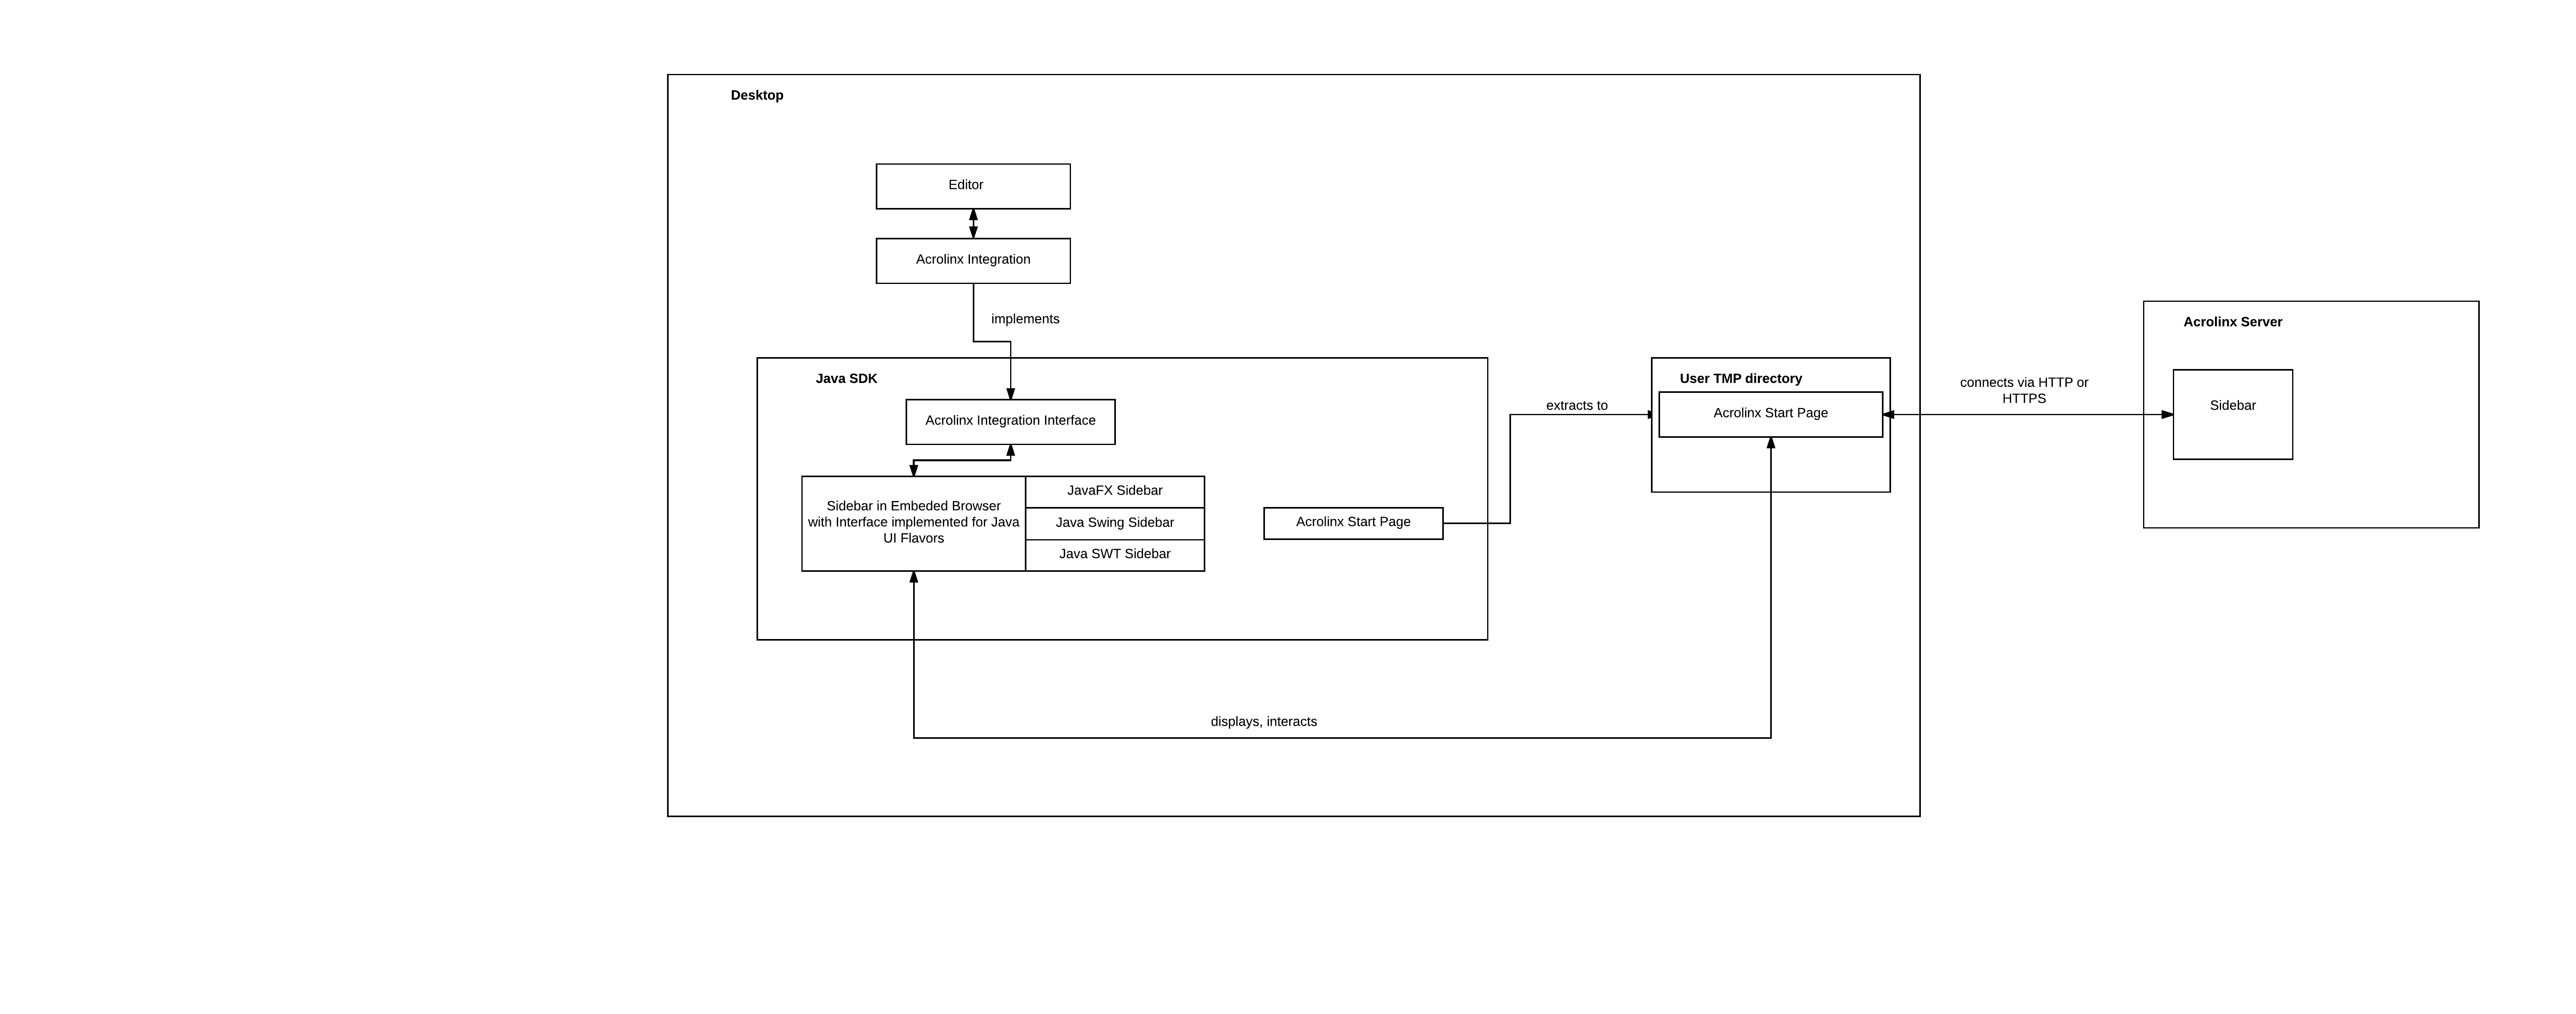 Desktop
Editor
Acrolinx Integration
implements
Acrolinx Server
Java SDK
User TMP directory
connects via HTTP or
HTTPS
extracts to
Sidebar
Acrolinx Start Page
Acrolinx Integration Interface
JavaFX Sidebar
Sidebar in Embeded Browser
with Interface implemented for Java
UI Flavors
Java Swing Sidebar
Java SWT Sidebar
Acrolinx Start Page
displays, interacts